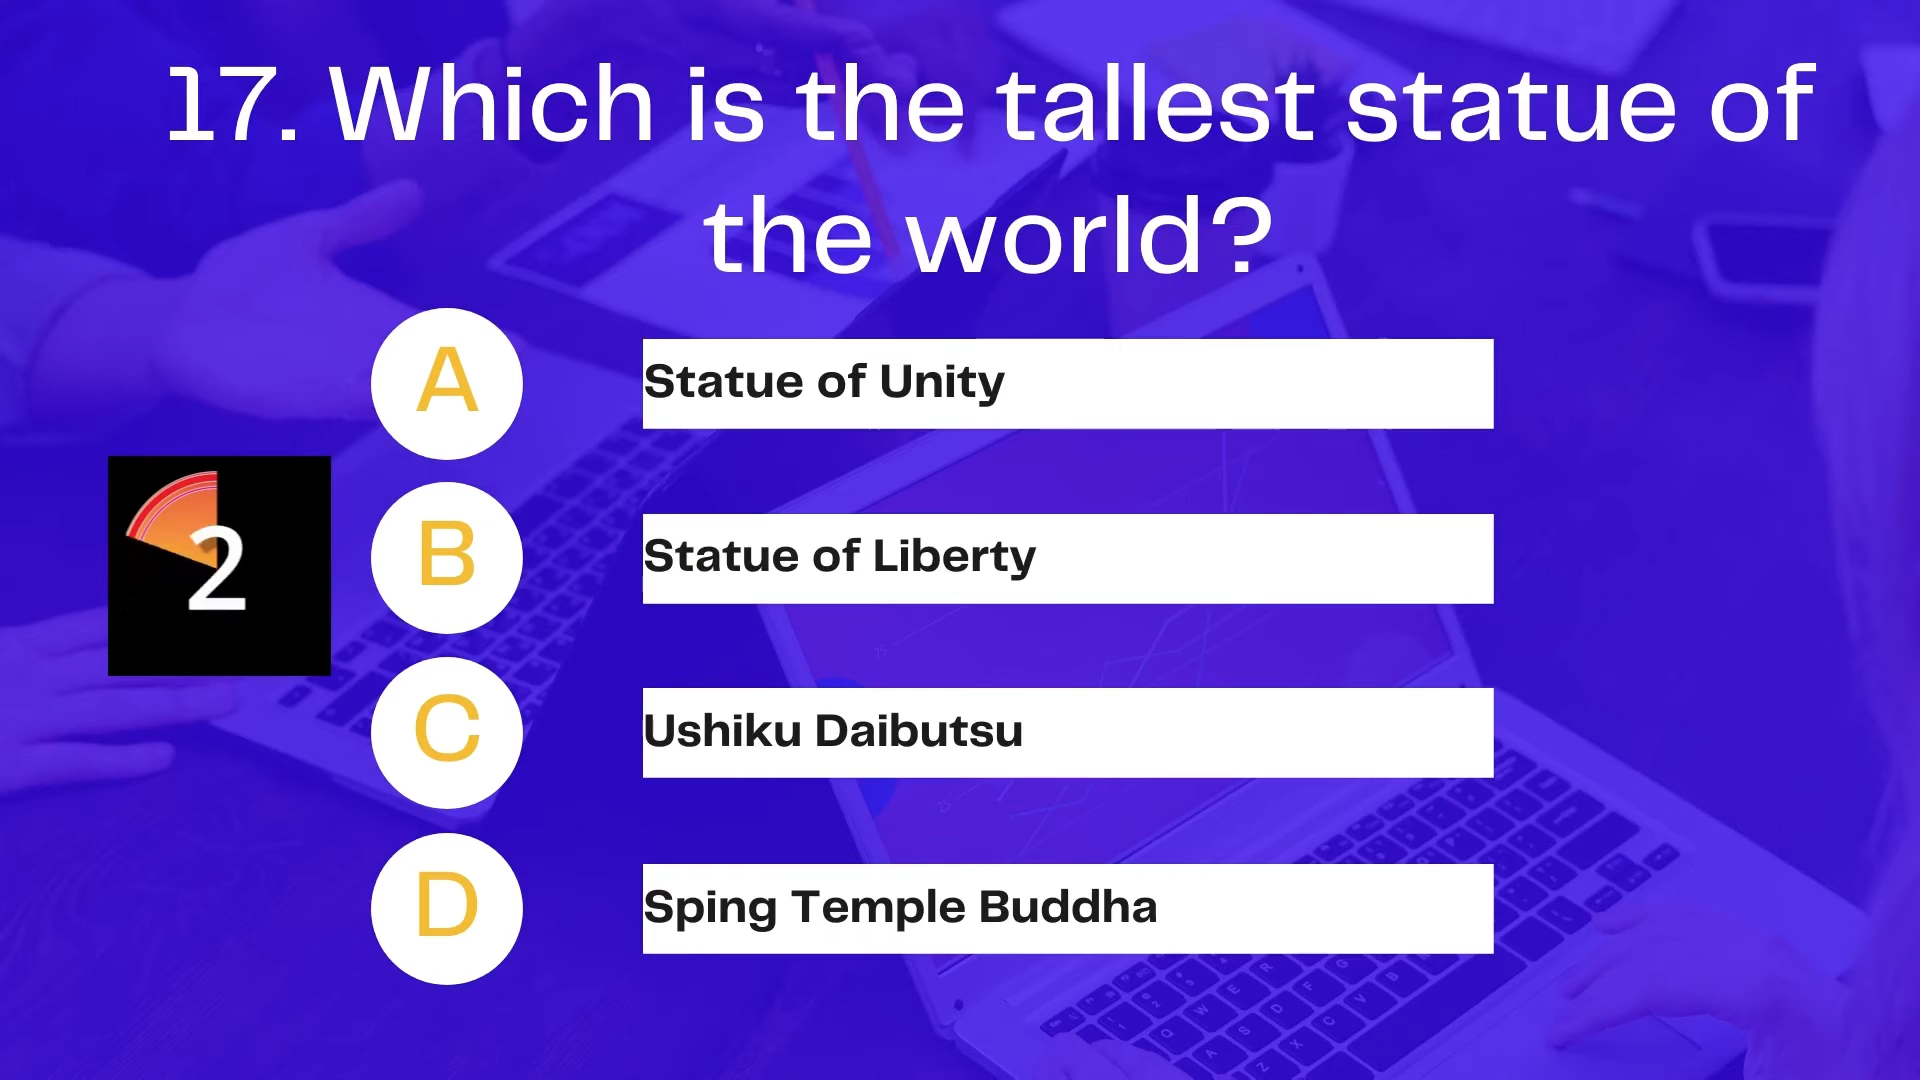 17. Which is the tallest statue of
the world?
A
Statue of Unity
2
B
Statue of Liberty
C
Ushiku Daibutsu
D
Sping Temple Buddha